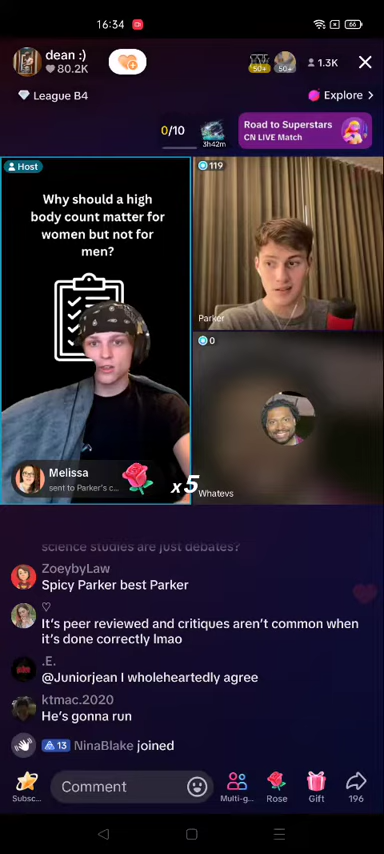 16:34
66
dean :)
80.2K
50+
50+
1.3K
League B4
Explore
0/10
3h42m
Road to Superstars
CN LIVE Match
Host
Why should a high
body count matter for
women but not for
men?
119
Parker
0
Melissa
sent to Parker's c...
x5
Whatevs
science studies are just debates?
ZoeybyLaw
Spicy Parker best Parker
♡
It's peer reviewed and critiques aren't common when
it's done correctly lmao
.E.
@Juniorjean I wholeheartedly agree
ktmac.2020
He's gonna run
13 NinaBlake joined
Comment
Subsc...
Multi-g...
Rose
Gift
196